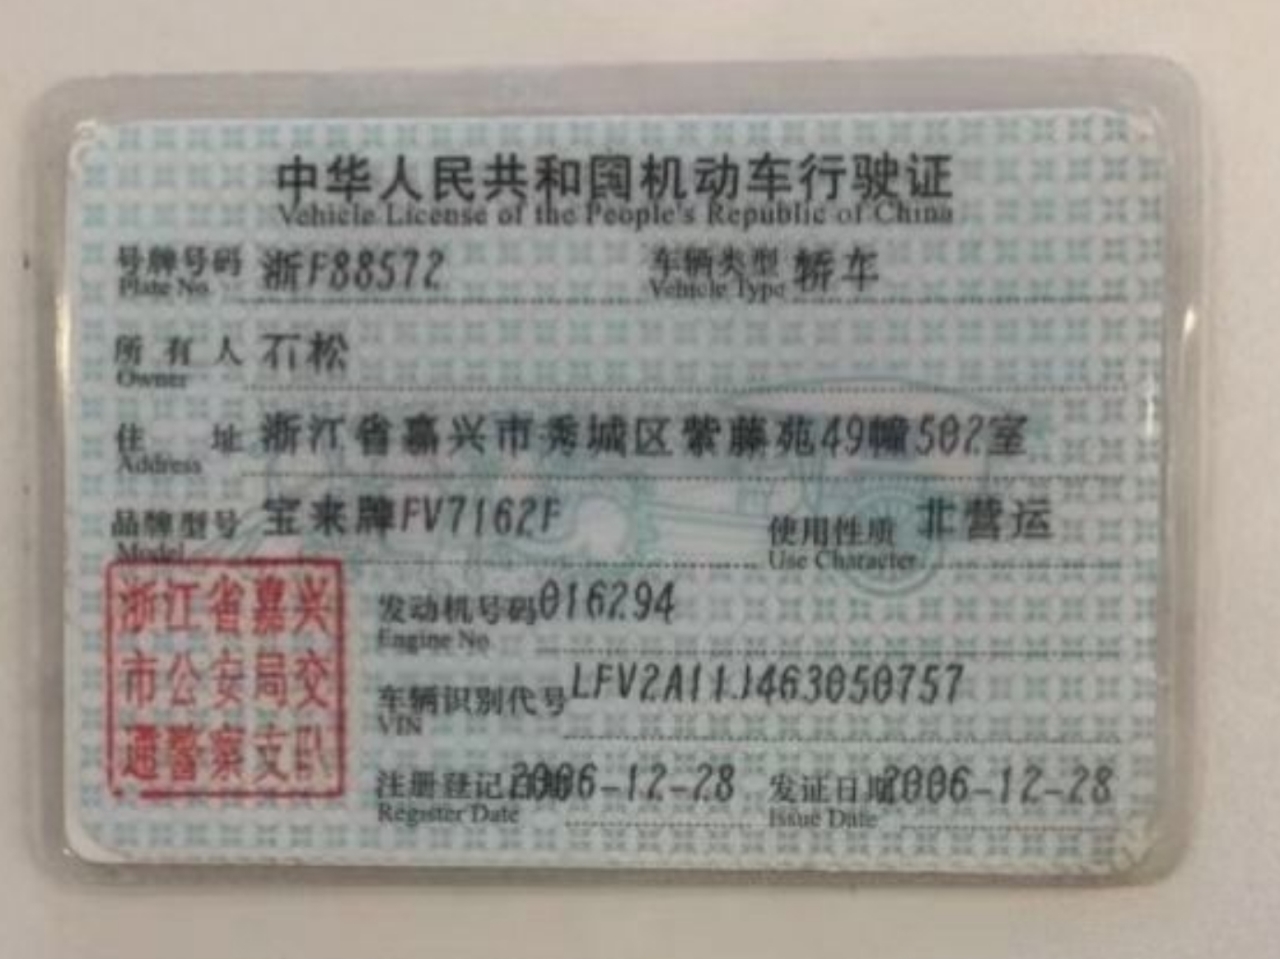 中华人民共和国机动车行驶证
Vehicle License of the People's Republic of China
号牌号码 浙F88572 车辆类型 轿车
Plate No. Vehicle Type
所有人 石松
Owner
住址 浙江省嘉兴市秀城区紫藤苑49幢502室
Address
品牌型号 宝来牌FV7162F 使用性质 非营运
Model Use Character
发动机号码 016294
Engine No
车辆识别代号 LFV2A11J463050757
VIN
注册登记日期 2006-12-28 发证日期 2006-12-28
Register Date Issue Date
浙江省嘉兴
市公安局交
通警察支队